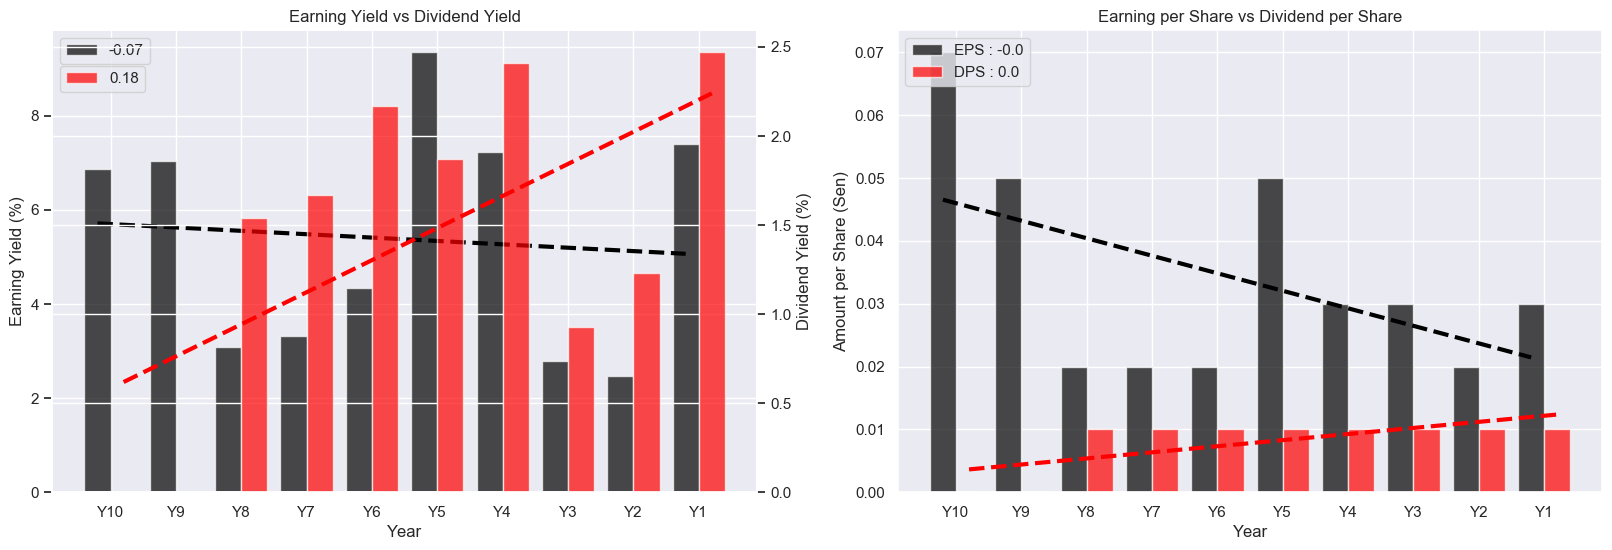 Earning Yield vs Dividend Yield
-0.07
0.18
Earning Yield (%)
8
6
4
2
0
2.5
2.0
1.5
1.0
0.5
0.0
Dividend Yield (%)
Y10 Y9 Y8 Y7 Y6 Y5 Y4 Y3 Y2 Y1
Year
Earning per Share vs Dividend per Share
EPS : -0.0
DPS : 0.0
Amount per Share (Sen)
0.07
0.06
0.05
0.04
0.03
0.02
0.01
0.00
Y10 Y9 Y8 Y7 Y6 Y5 Y4 Y3 Y2 Y1
Year